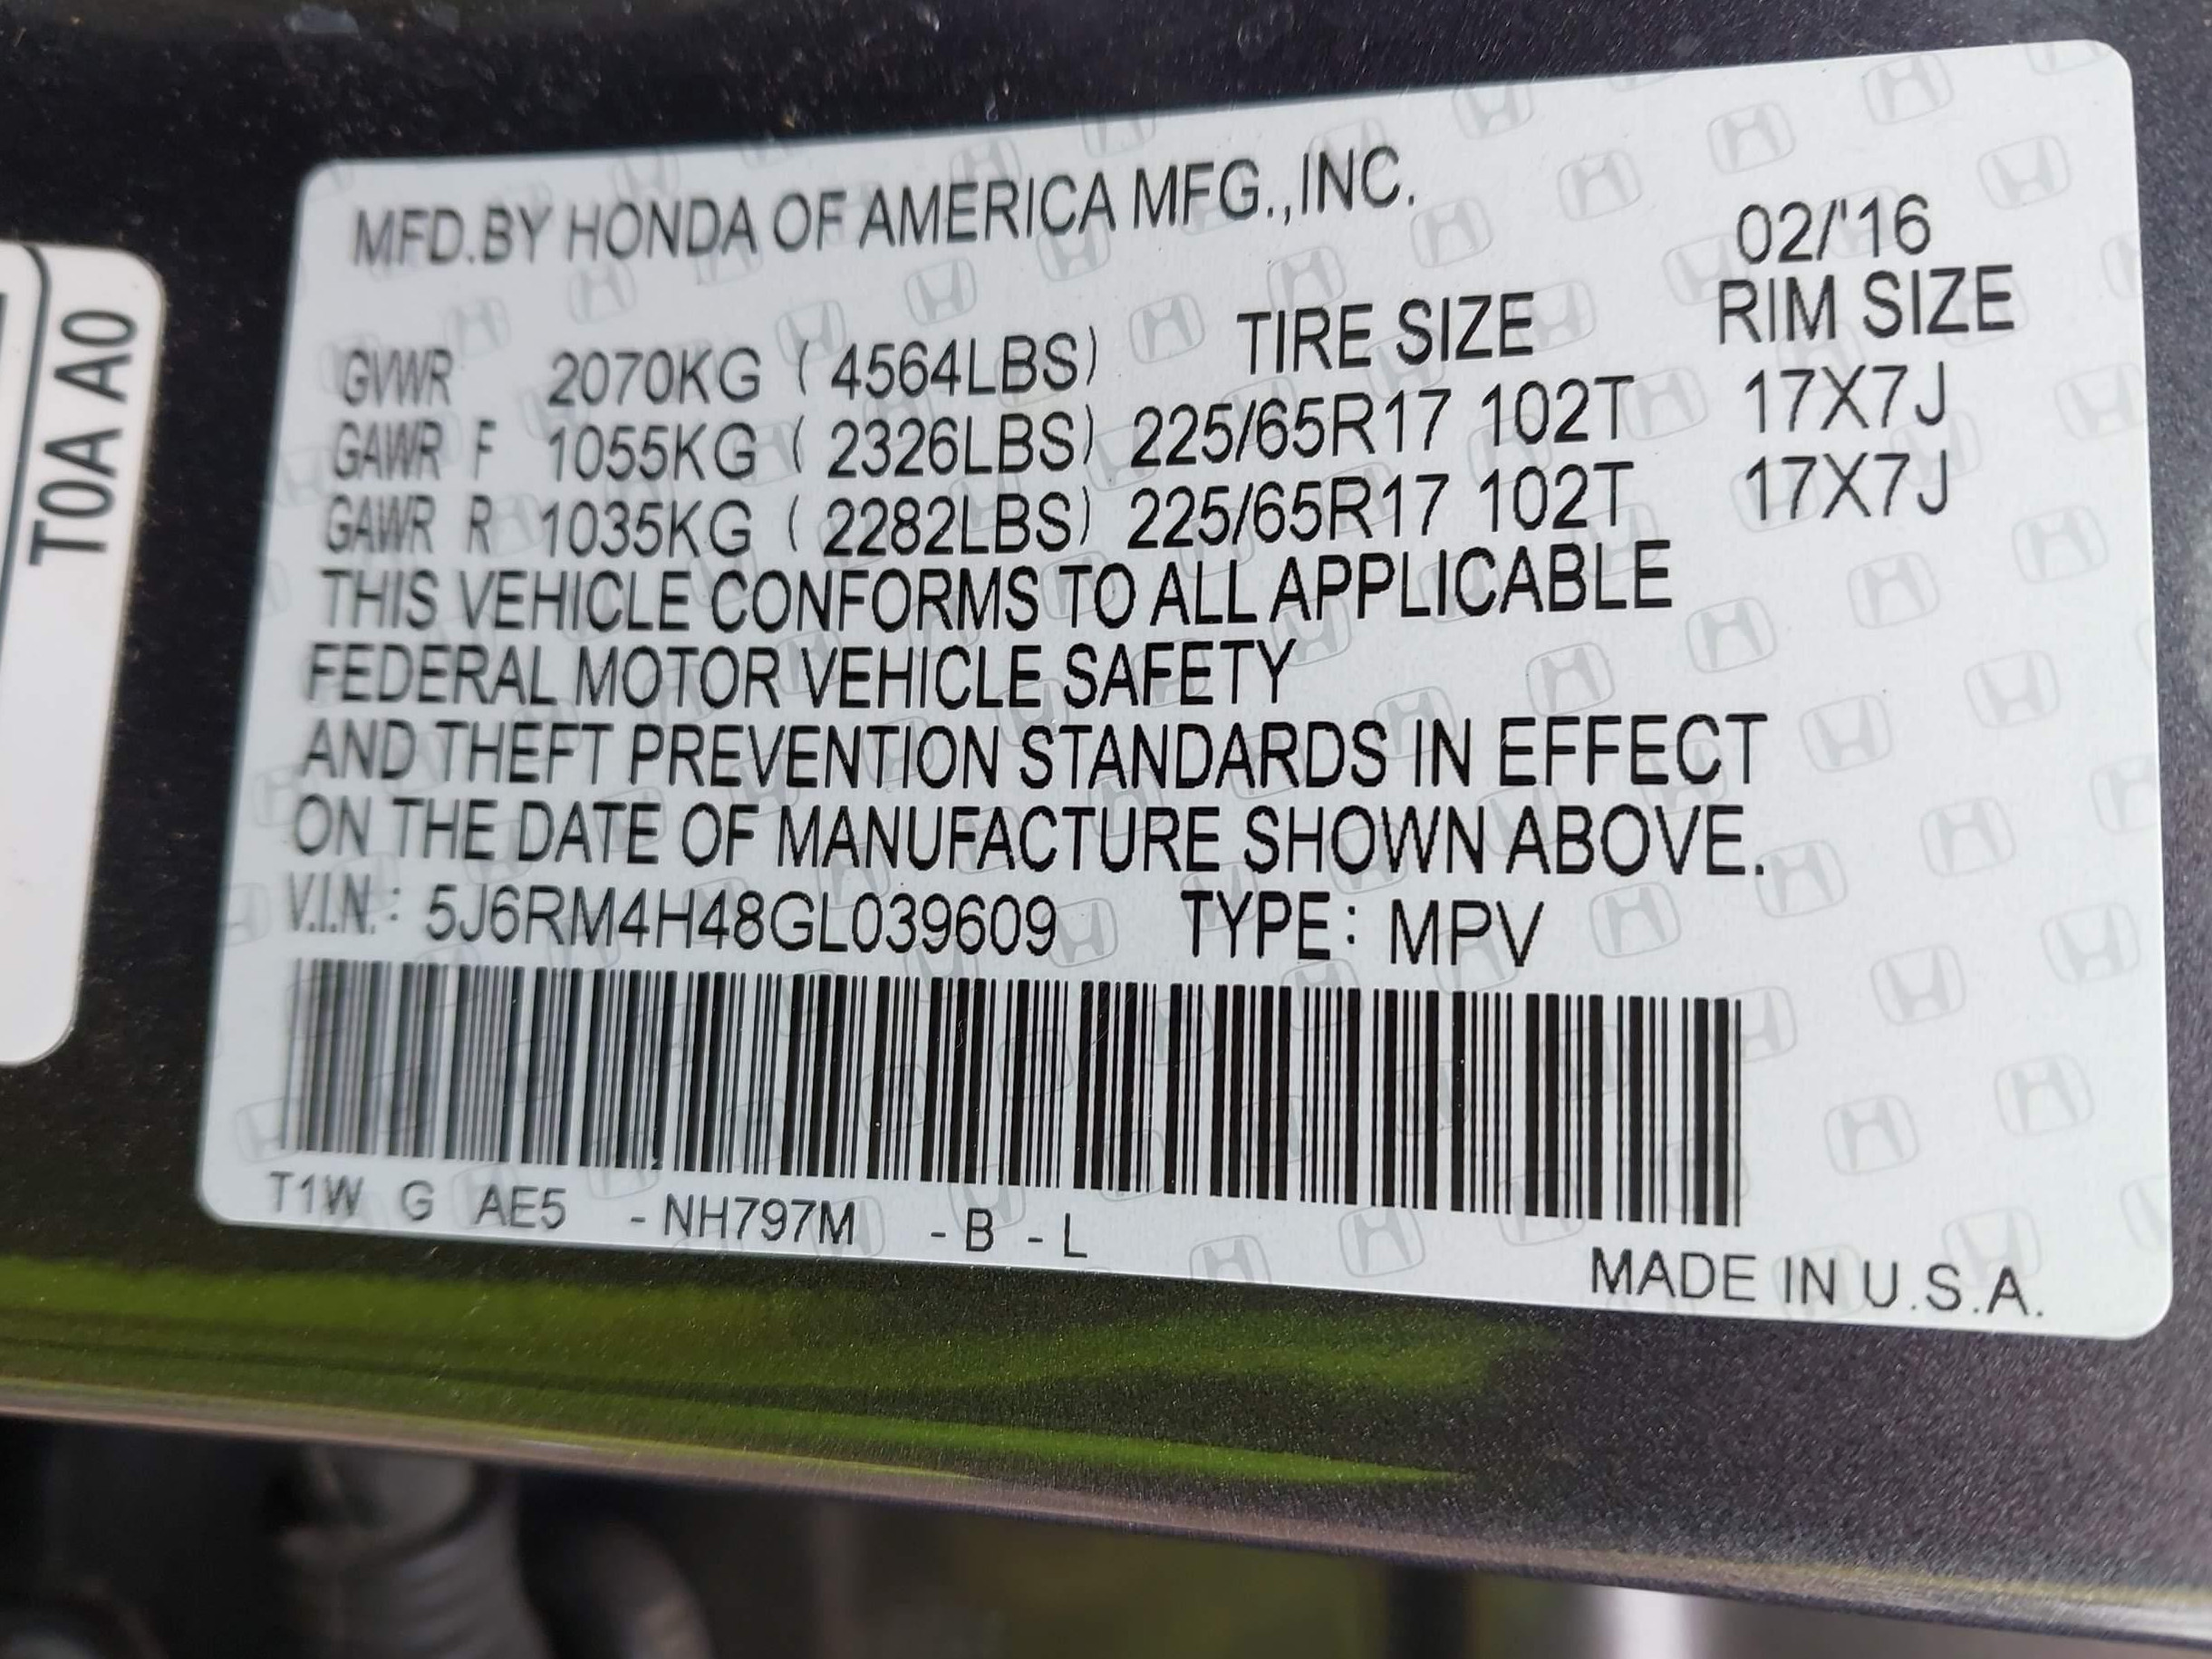 T0A A0
MFD.BY HONDA OF AMERICA MFG.,INC.
02/'16
TIRE SIZE RIM SIZE
GVWR 2070KG ( 4564LBS)
GAWR F 1055KG ( 2326LBS) 225/65R17 102T 17X7J
GAWR R 1035KG ( 2282LBS) 225/65R17 102T 17X7J
THIS VEHICLE CONFORMS TO ALL APPLICABLE
FEDERAL MOTOR VEHICLE SAFETY
AND THEFT PREVENTION STANDARDS IN EFFECT
ON THE DATE OF MANUFACTURE SHOWN ABOVE.
V.I.N.: 5J6RM4H48GL039609 TYPE: MPV
T1W G AE5 -NH797M -B -L
MADE IN U.S.A.